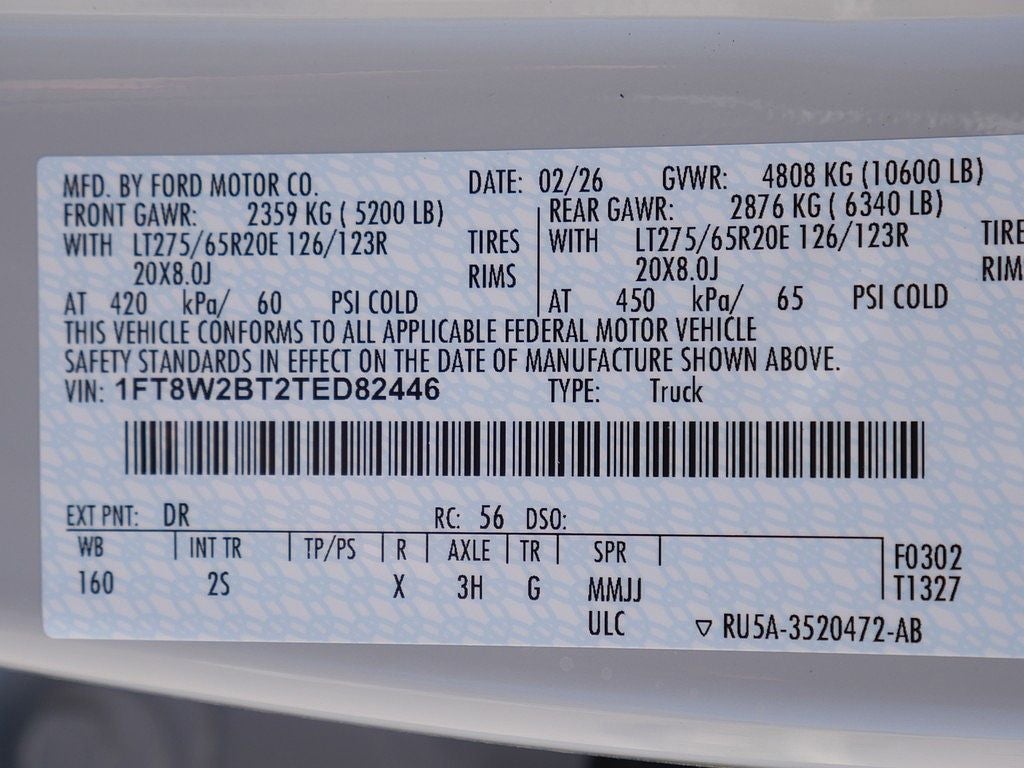 MFD. BY FORD MOTOR CO. DATE: 02/26 GVWR: 4808 KG (10600 LB)
FRONT GAWR: 2359 KG ( 5200 LB) REAR GAWR: 2876 KG ( 6340 LB)
WITH LT275/65R20E 126/123R TIRES WITH LT275/65R20E 126/123R TIRE
20X8.0J RIMS 20X8.0J RIM
AT 420 kPa/ 60 PSI COLD AT 450 kPa/ 65 PSI COLD
THIS VEHICLE CONFORMS TO ALL APPLICABLE FEDERAL MOTOR VEHICLE
SAFETY STANDARDS IN EFFECT ON THE DATE OF MANUFACTURE SHOWN ABOVE.
VIN: 1FT8W2BT2TED82446 TYPE: Truck
EXT PNT: DR RC: 56 DSO:
WB INT TR TP/PS R AXLE TR SPR F0302
160 2S X 3H G MMJJ T1327
ULC ▽ RU5A-3520472-AB